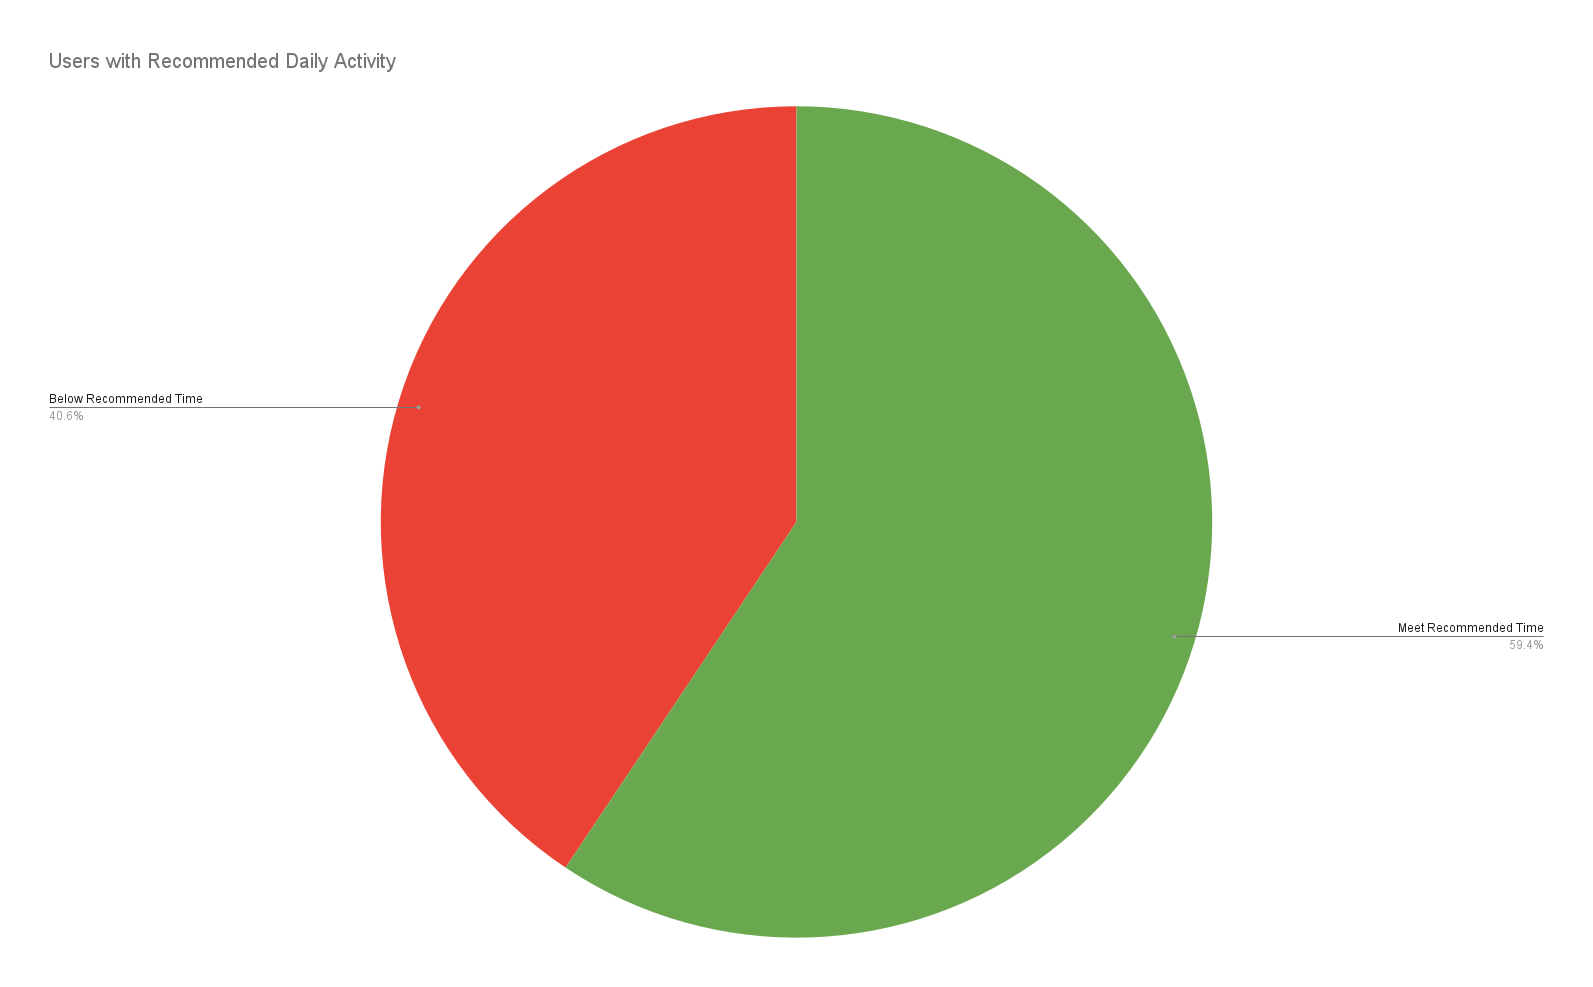 Users with Recommended Daily Activity
Below Recommended Time
40.6%
Meet Recommended Time
59.4%